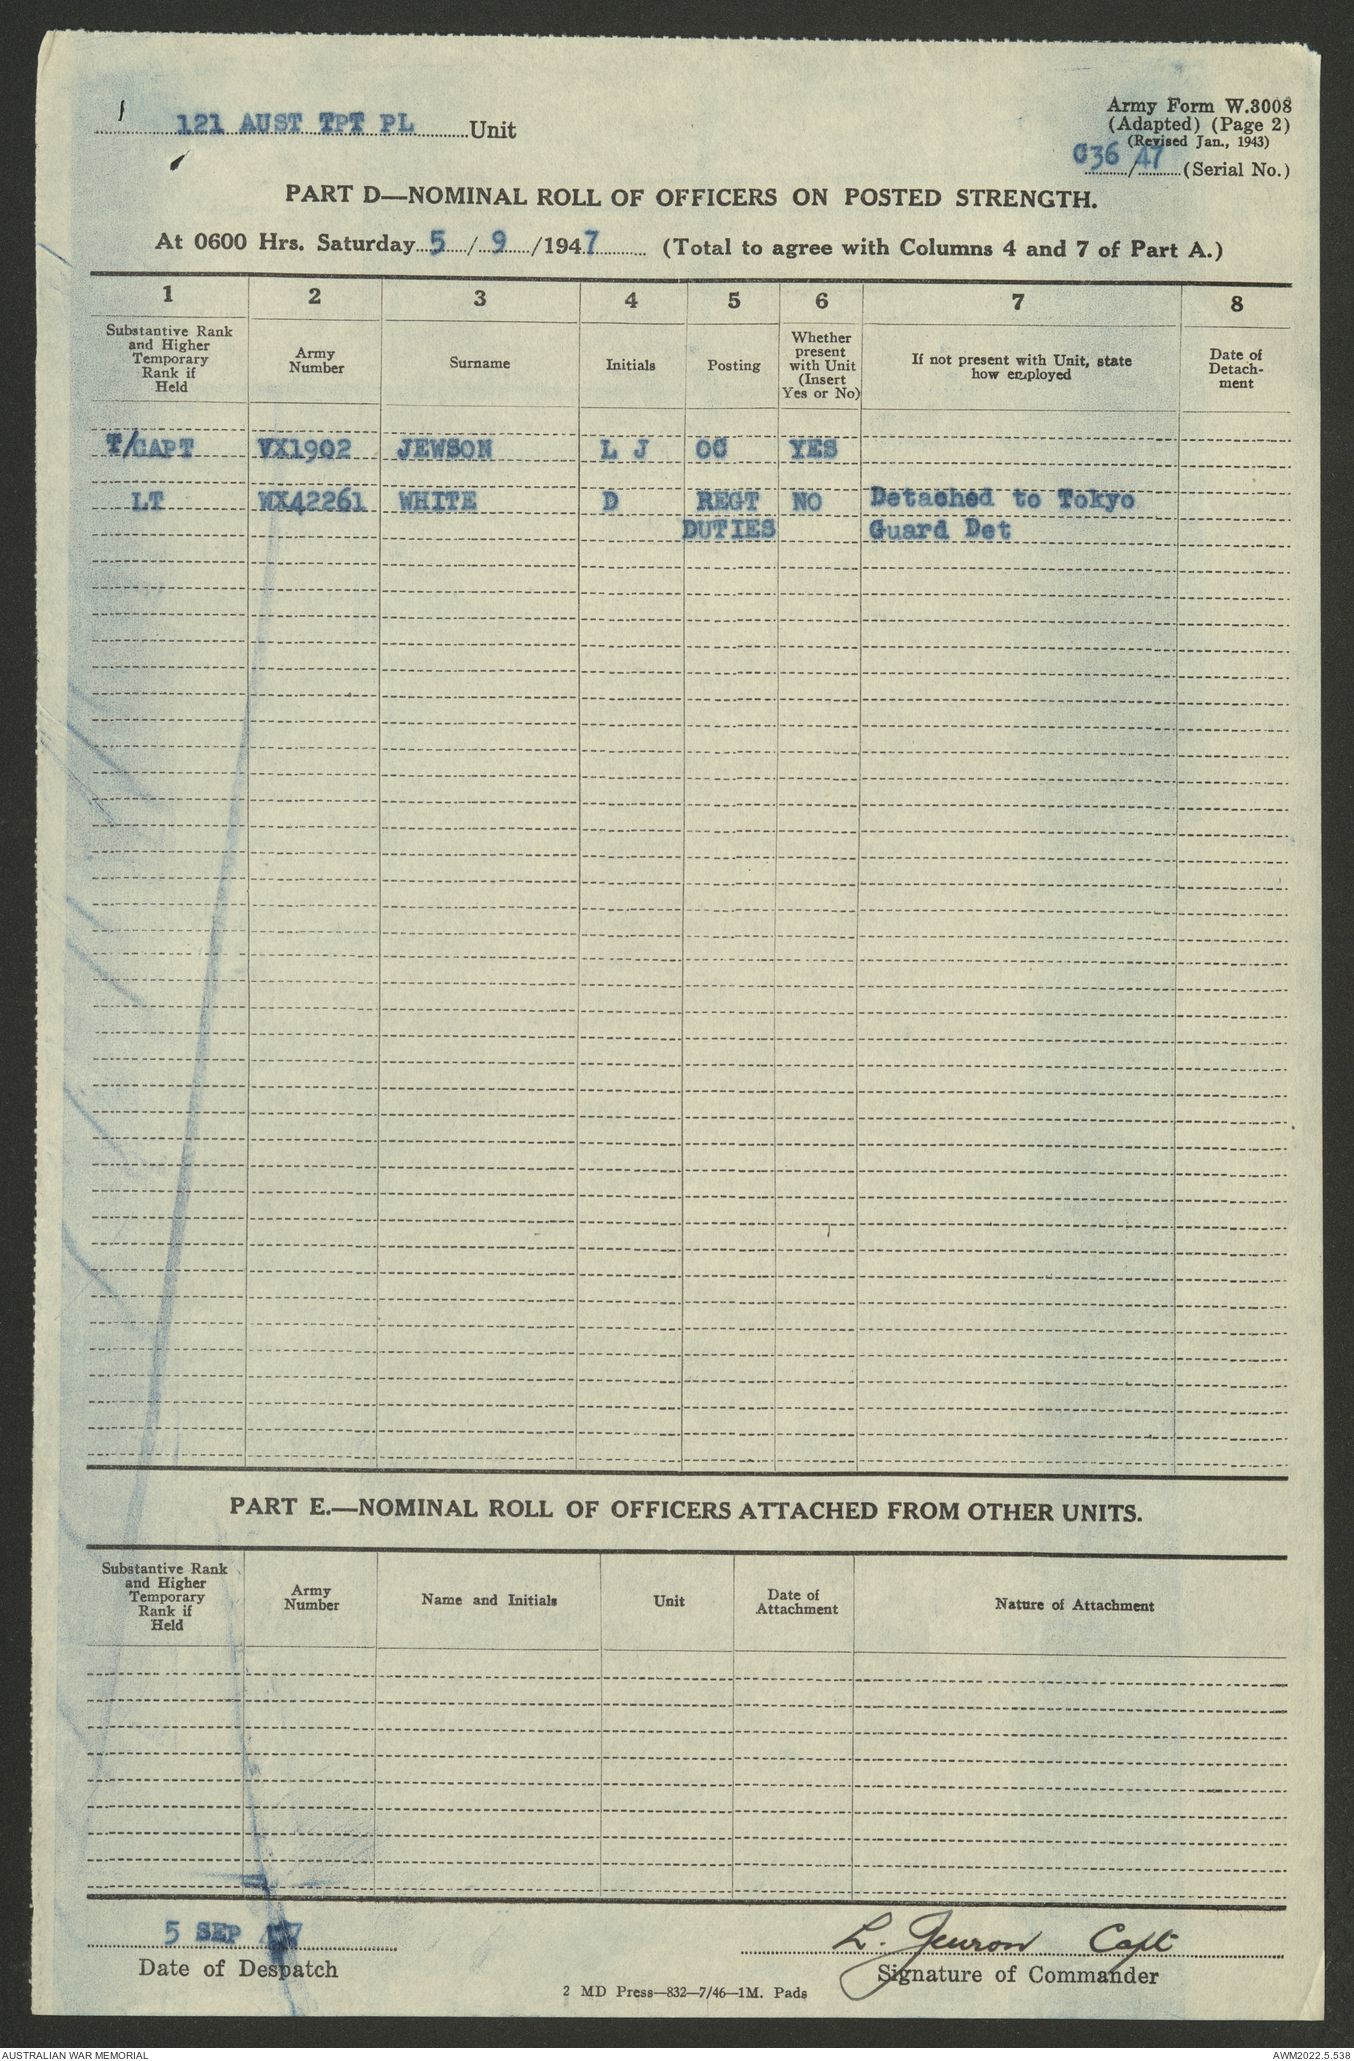 121 AUST TPT PL Unit
Army Form W.3008
(Adapted) (Page 2)
(Revised Jan., 1943)
036/47 (Serial No.)
PART D—NOMINAL ROLL OF OFFICERS ON POSTED STRENGTH.
At 0600 Hrs. Saturday 5/9/1947 (Total to agree with Columns 4 and 7 of Part A.)
1 2 3 4 5 6 7 8
Substantive Rank and Higher Temporary Rank if Held
Army Number
Surname
Initials
Posting
Whether present with Unit (Insert Yes or No)
If not present with Unit, state how employed
Date of Detach-ment
T/CAPT VX1902 JEWSON L J OC YES
LT WX42261 WHITE D REGT NO Detached to Tokyo
DUTIES Guard Det
PART E.—NOMINAL ROLL OF OFFICERS ATTACHED FROM OTHER UNITS.
Substantive Rank and Higher Temporary Rank if Held
Army Number
Name and Initials
Unit
Date of Attachment
Nature of Attachment
5 SEP 47
Date of Despatch
L. Jewson Capt
Signature of Commander
2 MD Press—832—7/46—1M. Pads
AUSTRALIAN WAR MEMORIAL
AWM2022.5.538